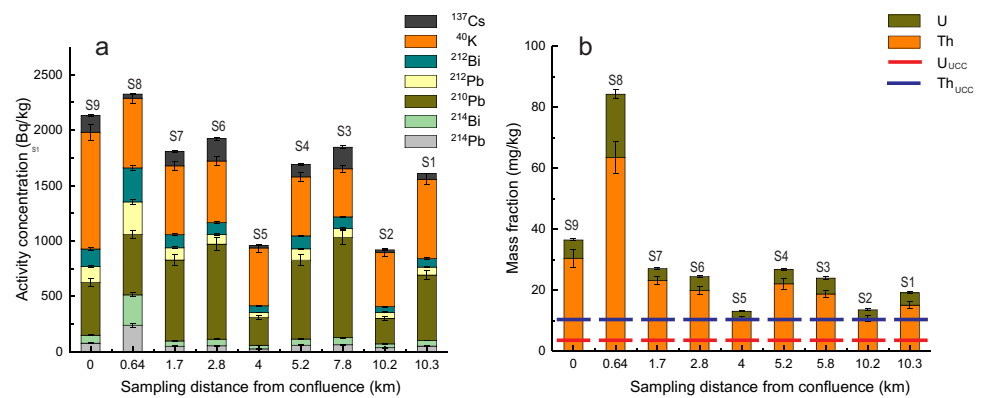 a
¹³⁷Cs
⁴⁰K
²¹²Bi
²¹²Pb
²¹⁰Pb
²¹⁴Bi
²¹⁴Pb
Activity concentration (Bq/kg)
S1
2500
2000
1500
1000
500
0
S9 S8 S7 S6 S5 S4 S3 S2 S1
0 0.64 1.7 2.8 4 5.2 7.8 10.2 10.3
Sampling distance from confluence (km)
b
U
Th
U_UCC
Th_UCC
Mass fraction (mg/kg)
100
80
60
40
20
0
S9 S8 S7 S6 S5 S4 S3 S2 S1
0 0.64 1.7 2.8 4 5.2 5.8 10.2 10.3
Sampling distance from confluence (km)